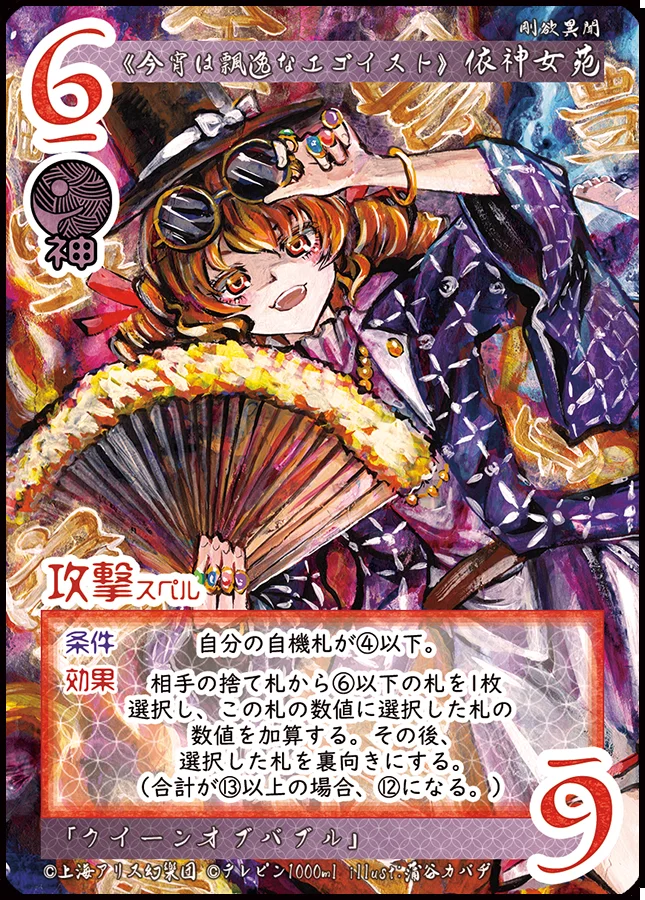 剛欲異聞
6
《今宵は飄逸なエゴイスト》 依神女苑
神
豊
攻撃スペル
条件 自分の自機札が④以下。
効果 相手の捨て札から⑥以下の札を1枚
選択し、この札の数値に選択した札の
数値を加算する。その後、
選択した札を裏向きにする。
(合計が⑬以上の場合、⑫になる。)
6
「クイーンオブバブル」
©上海アリス幻樂団 ©テレピン1000ml illust:蒲谷カバヂ